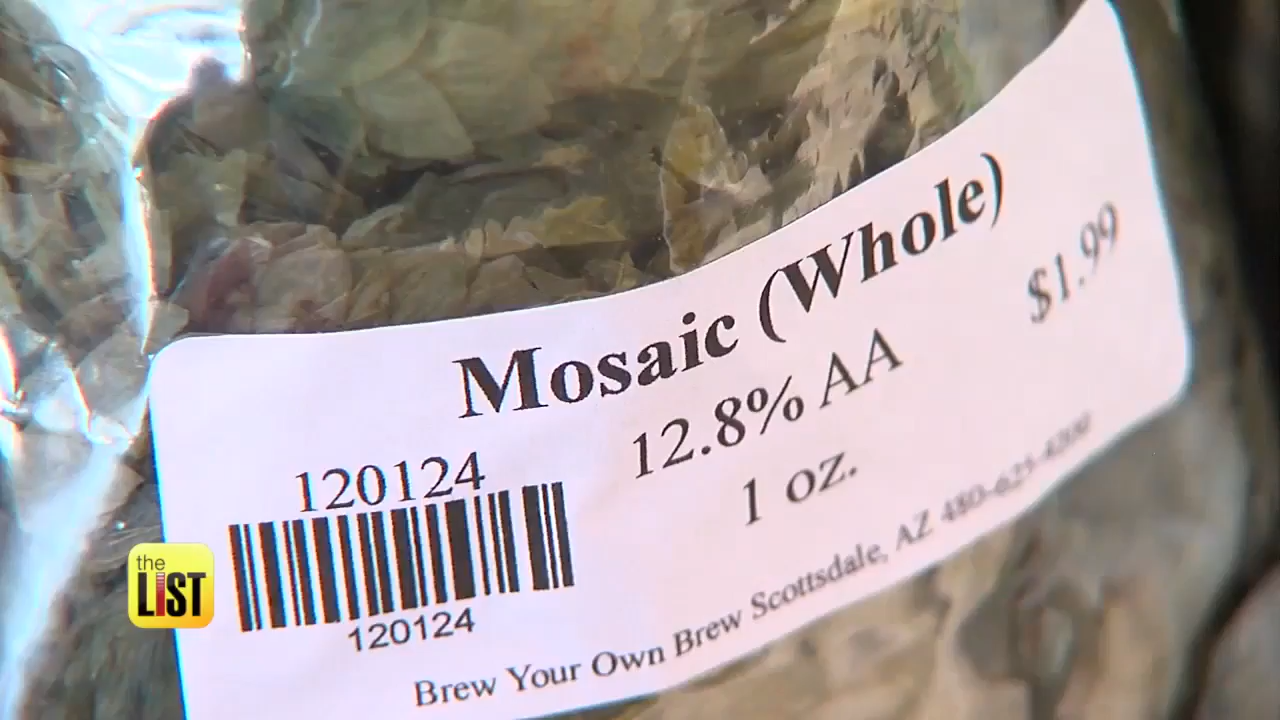 Mosaic (Whole)
$1.99
12.8% AA
120124
1 oz.
120124
Brew Your Own Brew Scottsdale, AZ
the
LIST